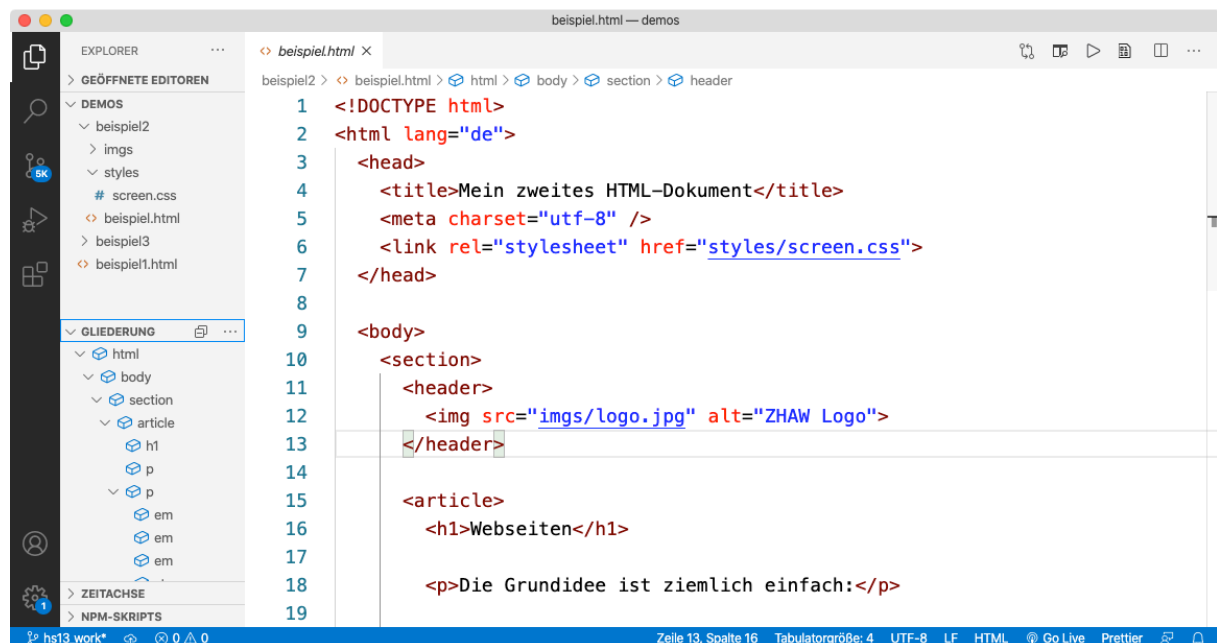 beispiel.html — demos
EXPLORER
GEÖFFNETE EDITOREN
DEMOS
beispiel2
imgs
styles
# screen.css
<> beispiel.html
beispiel3
<> beispiel1.html
GLIEDERUNG
html
body
section
article
h1
p
p
em
em
em
ZEITACHSE
NPM-SKRIPTS
5K
1
<> beispiel.html ×
beispiel2 > <> beispiel.html > html > body > section > header
1 <!DOCTYPE html>
2 <html lang="de">
3 <head>
4 <title>Mein zweites HTML-Dokument</title>
5 <meta charset="utf-8" />
6 <link rel="stylesheet" href="styles/screen.css">
7 </head>
8
9 <body>
10 <section>
11 <header>
12 <img src="imgs/logo.jpg" alt="ZHAW Logo">
13 </header>
14
15 <article>
16 <h1>Webseiten</h1>
17
18 <p>Die Grundidee ist ziemlich einfach:</p>
19
hs13 work* 0 0 Zeile 13, Spalte 16 Tabulatorgröße: 4 UTF-8 LF HTML Go Live Prettier